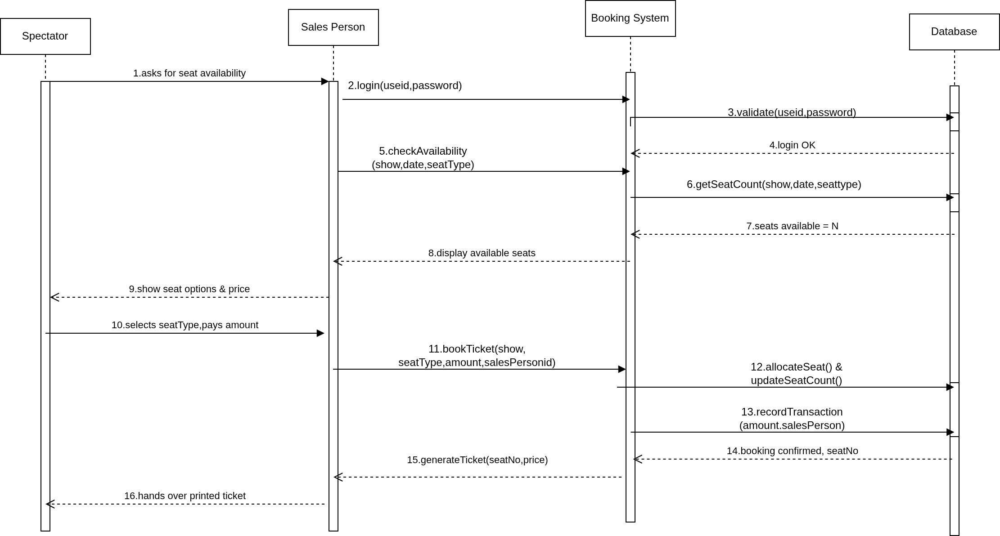 Booking System
Sales Person
Database
Spectator
1.asks for seat availability
2.login(useid,password)
3.validate(useid,password)
4.login OK
5.checkAvailability
(show,date,seatType)
6.getSeatCount(show,date,seattype)
7.seats available = N
8.display available seats
9.show seat options & price
10.selects seatType,pays amount
11.bookTicket(show,
seatType,amount,salesPersonid)
12.allocateSeat() &
updateSeatCount()
13.recordTransaction
(amount.salesPerson)
14.booking confirmed, seatNo
15.generateTicket(seatNo,price)
16.hands over printed ticket